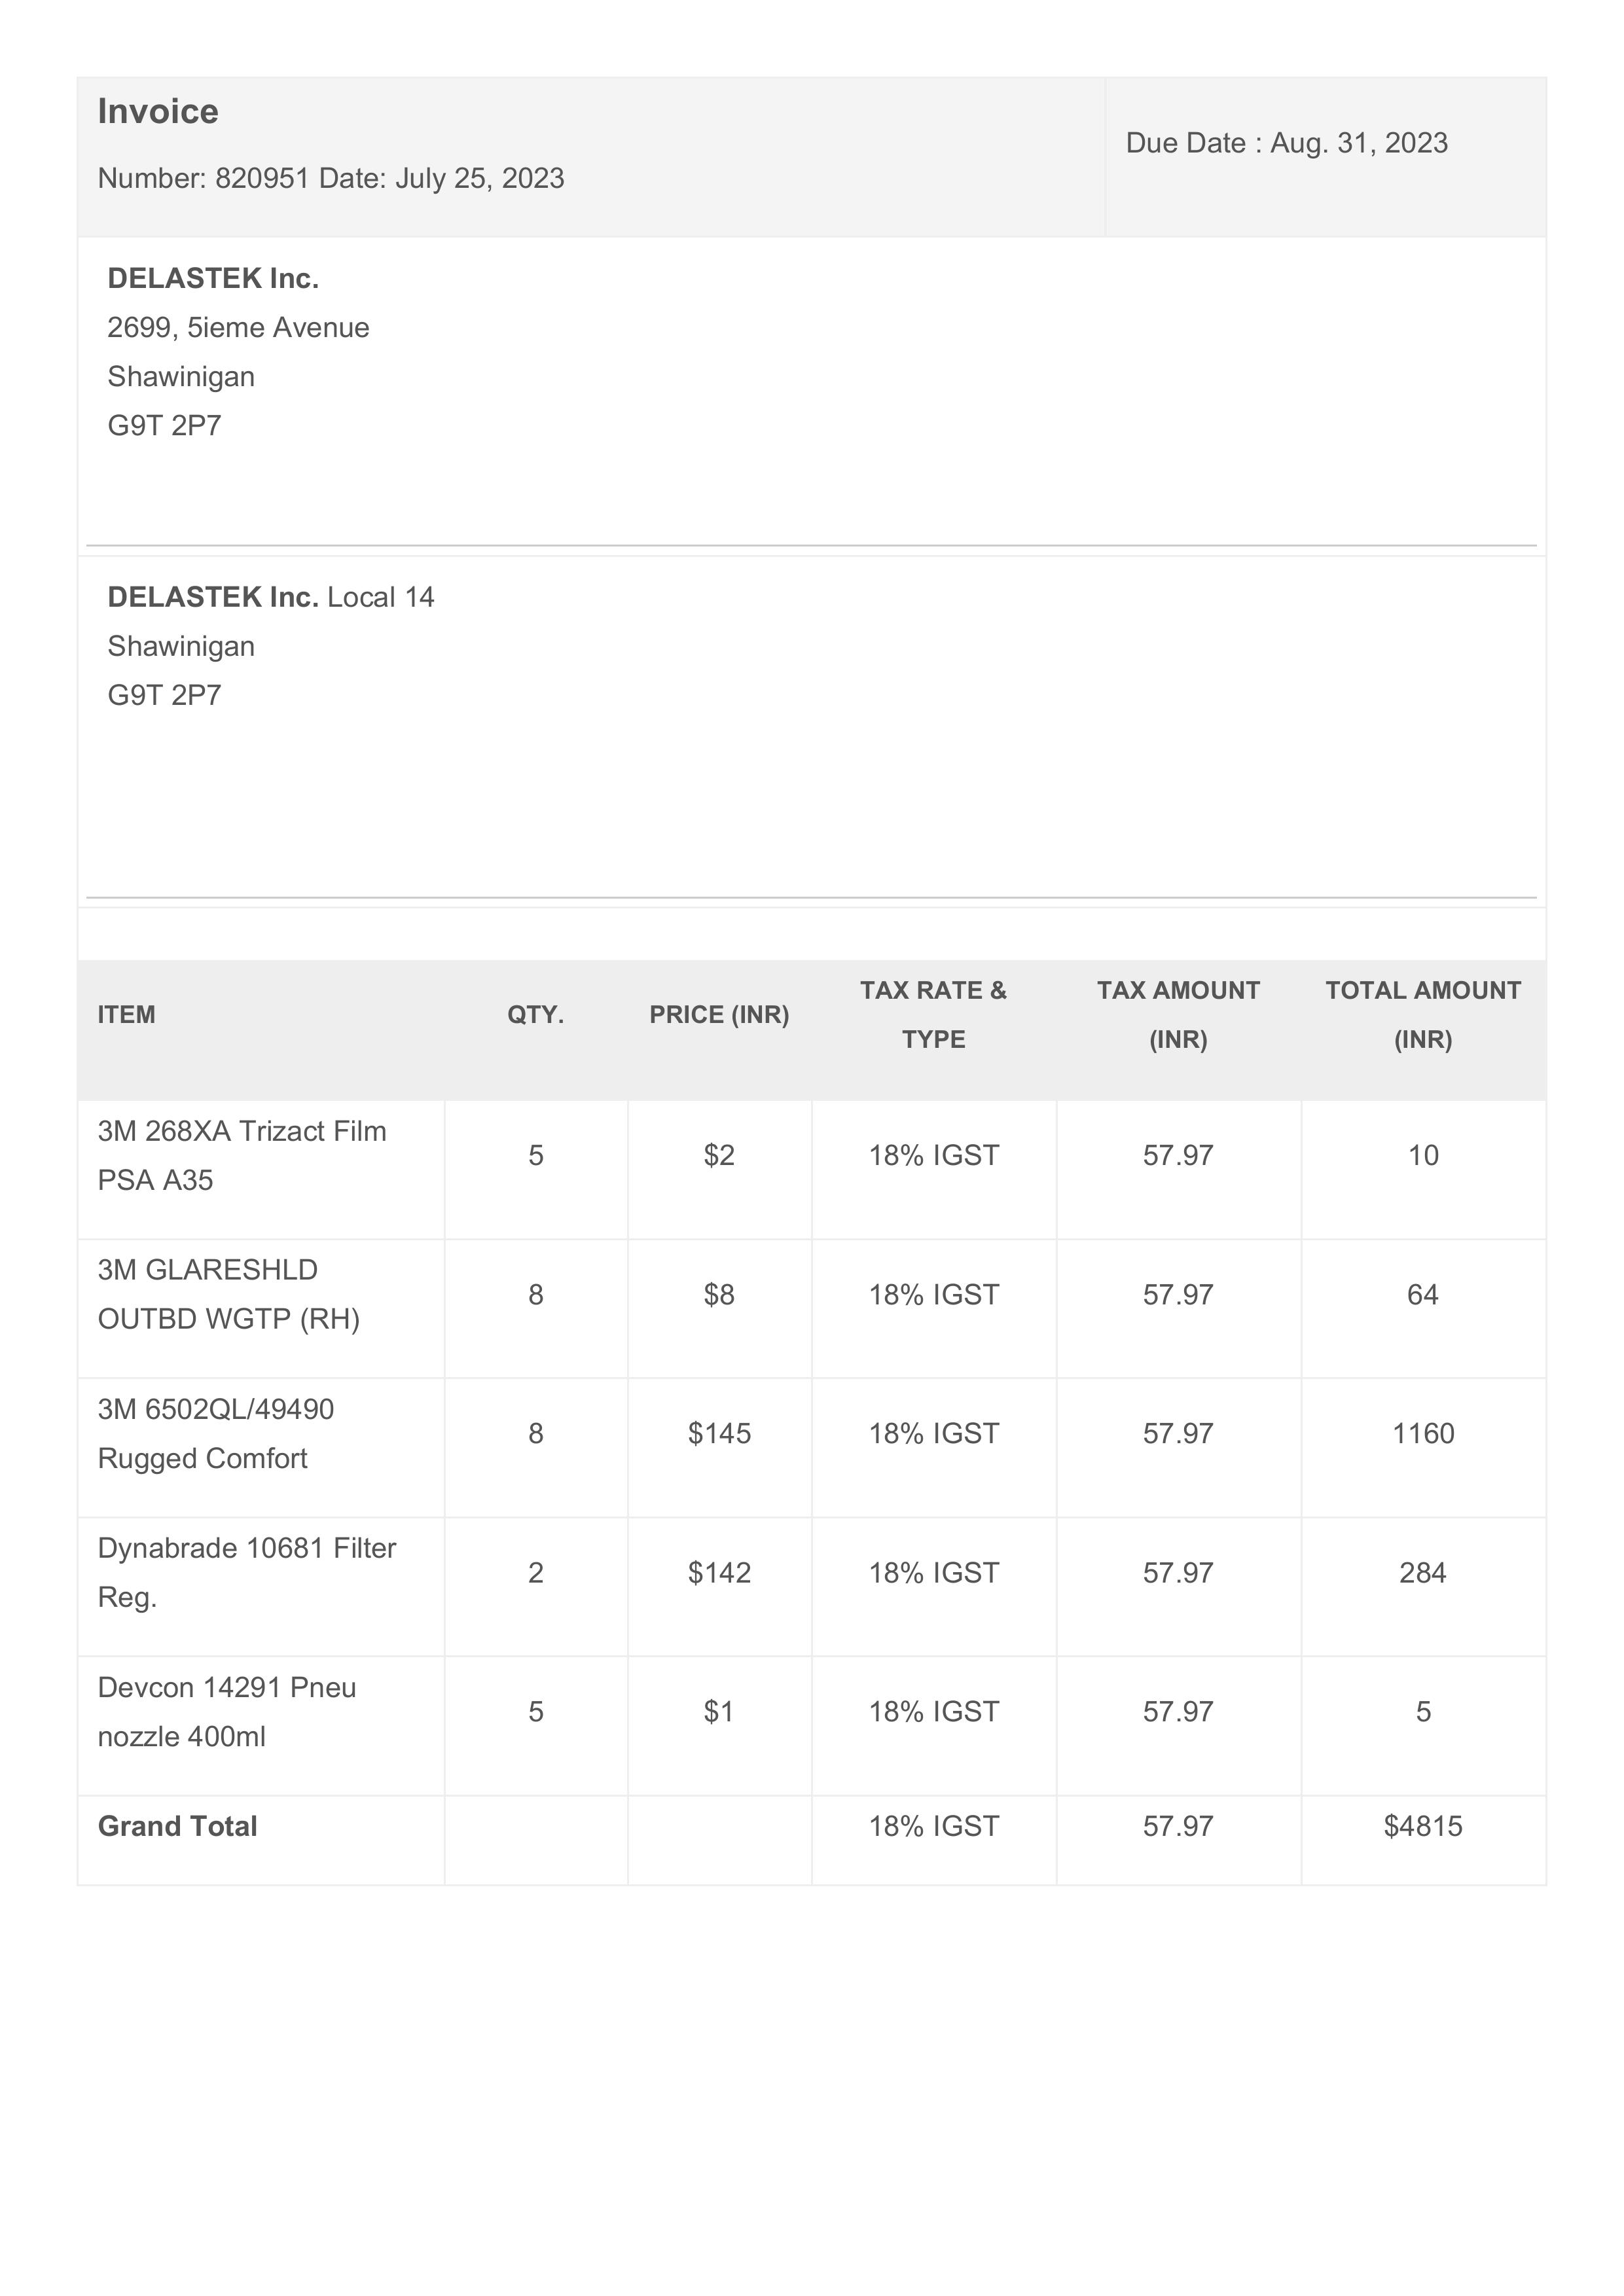 Invoice
Number: 820951 Date: July 25, 2023
Due Date : Aug. 31, 2023
DELASTEK Inc.
2699, 5ieme Avenue
Shawinigan
G9T 2P7
DELASTEK Inc. Local 14
Shawinigan
G9T 2P7
ITEM QTY. PRICE (INR) TAX RATE & TYPE TAX AMOUNT (INR) TOTAL AMOUNT (INR)
3M 268XA Trizact Film PSA A35 5 $2 18% IGST 57.97 10
3M GLARESHLD OUTBD WGTP (RH) 8 $8 18% IGST 57.97 64
3M 6502QL/49490 Rugged Comfort 8 $145 18% IGST 57.97 1160
Dynabrade 10681 Filter Reg. 2 $142 18% IGST 57.97 284
Devcon 14291 Pneu nozzle 400ml 5 $1 18% IGST 57.97 5
Grand Total 18% IGST 57.97 $4815